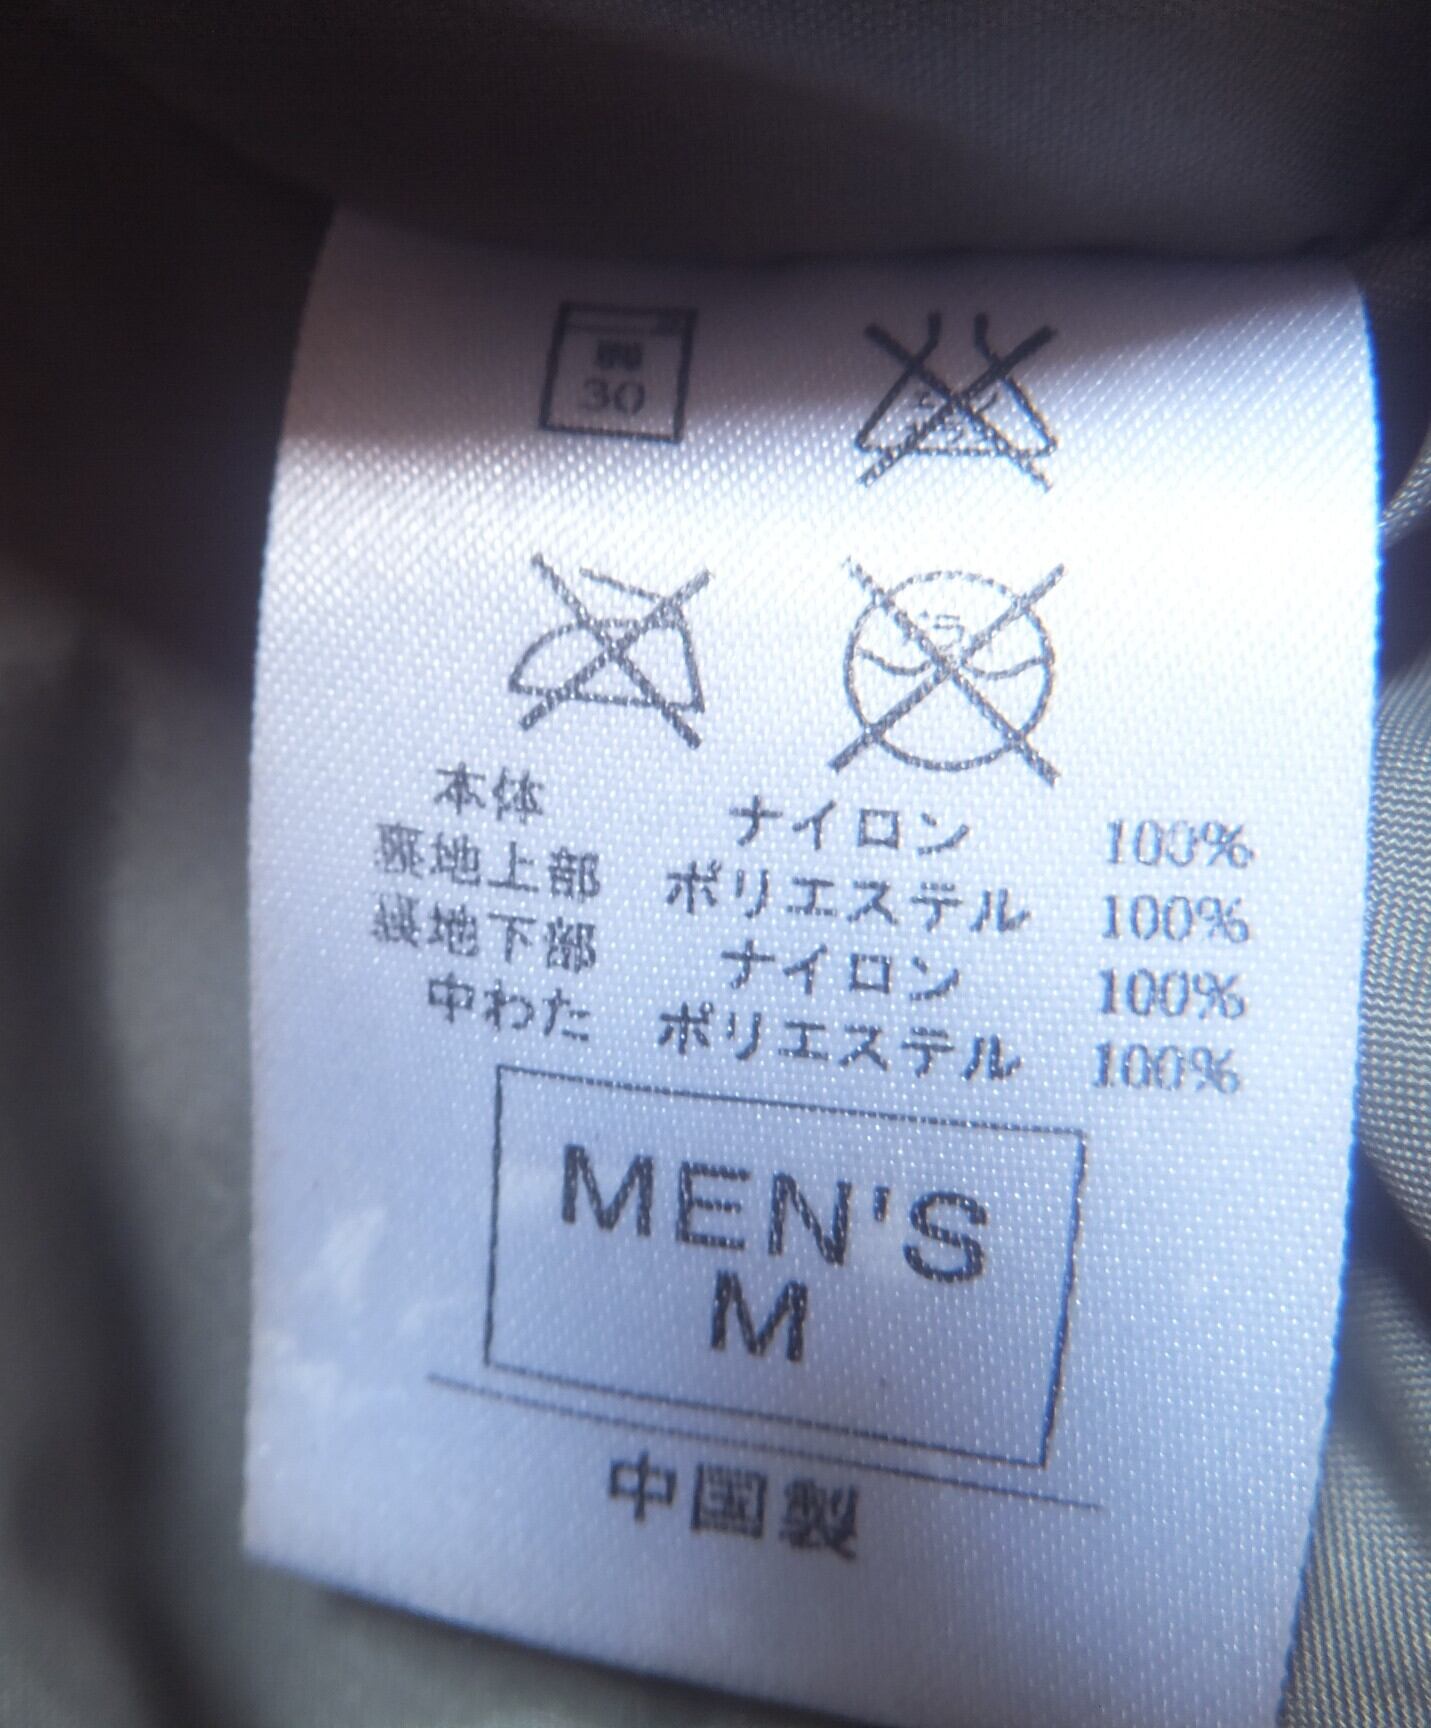 30
本体 ナイロン 100%
裏地上部 ポリエステル 100%
裏地下部 ナイロン 100%
中わた ポリエステル 100%
MEN'S
M
中国製